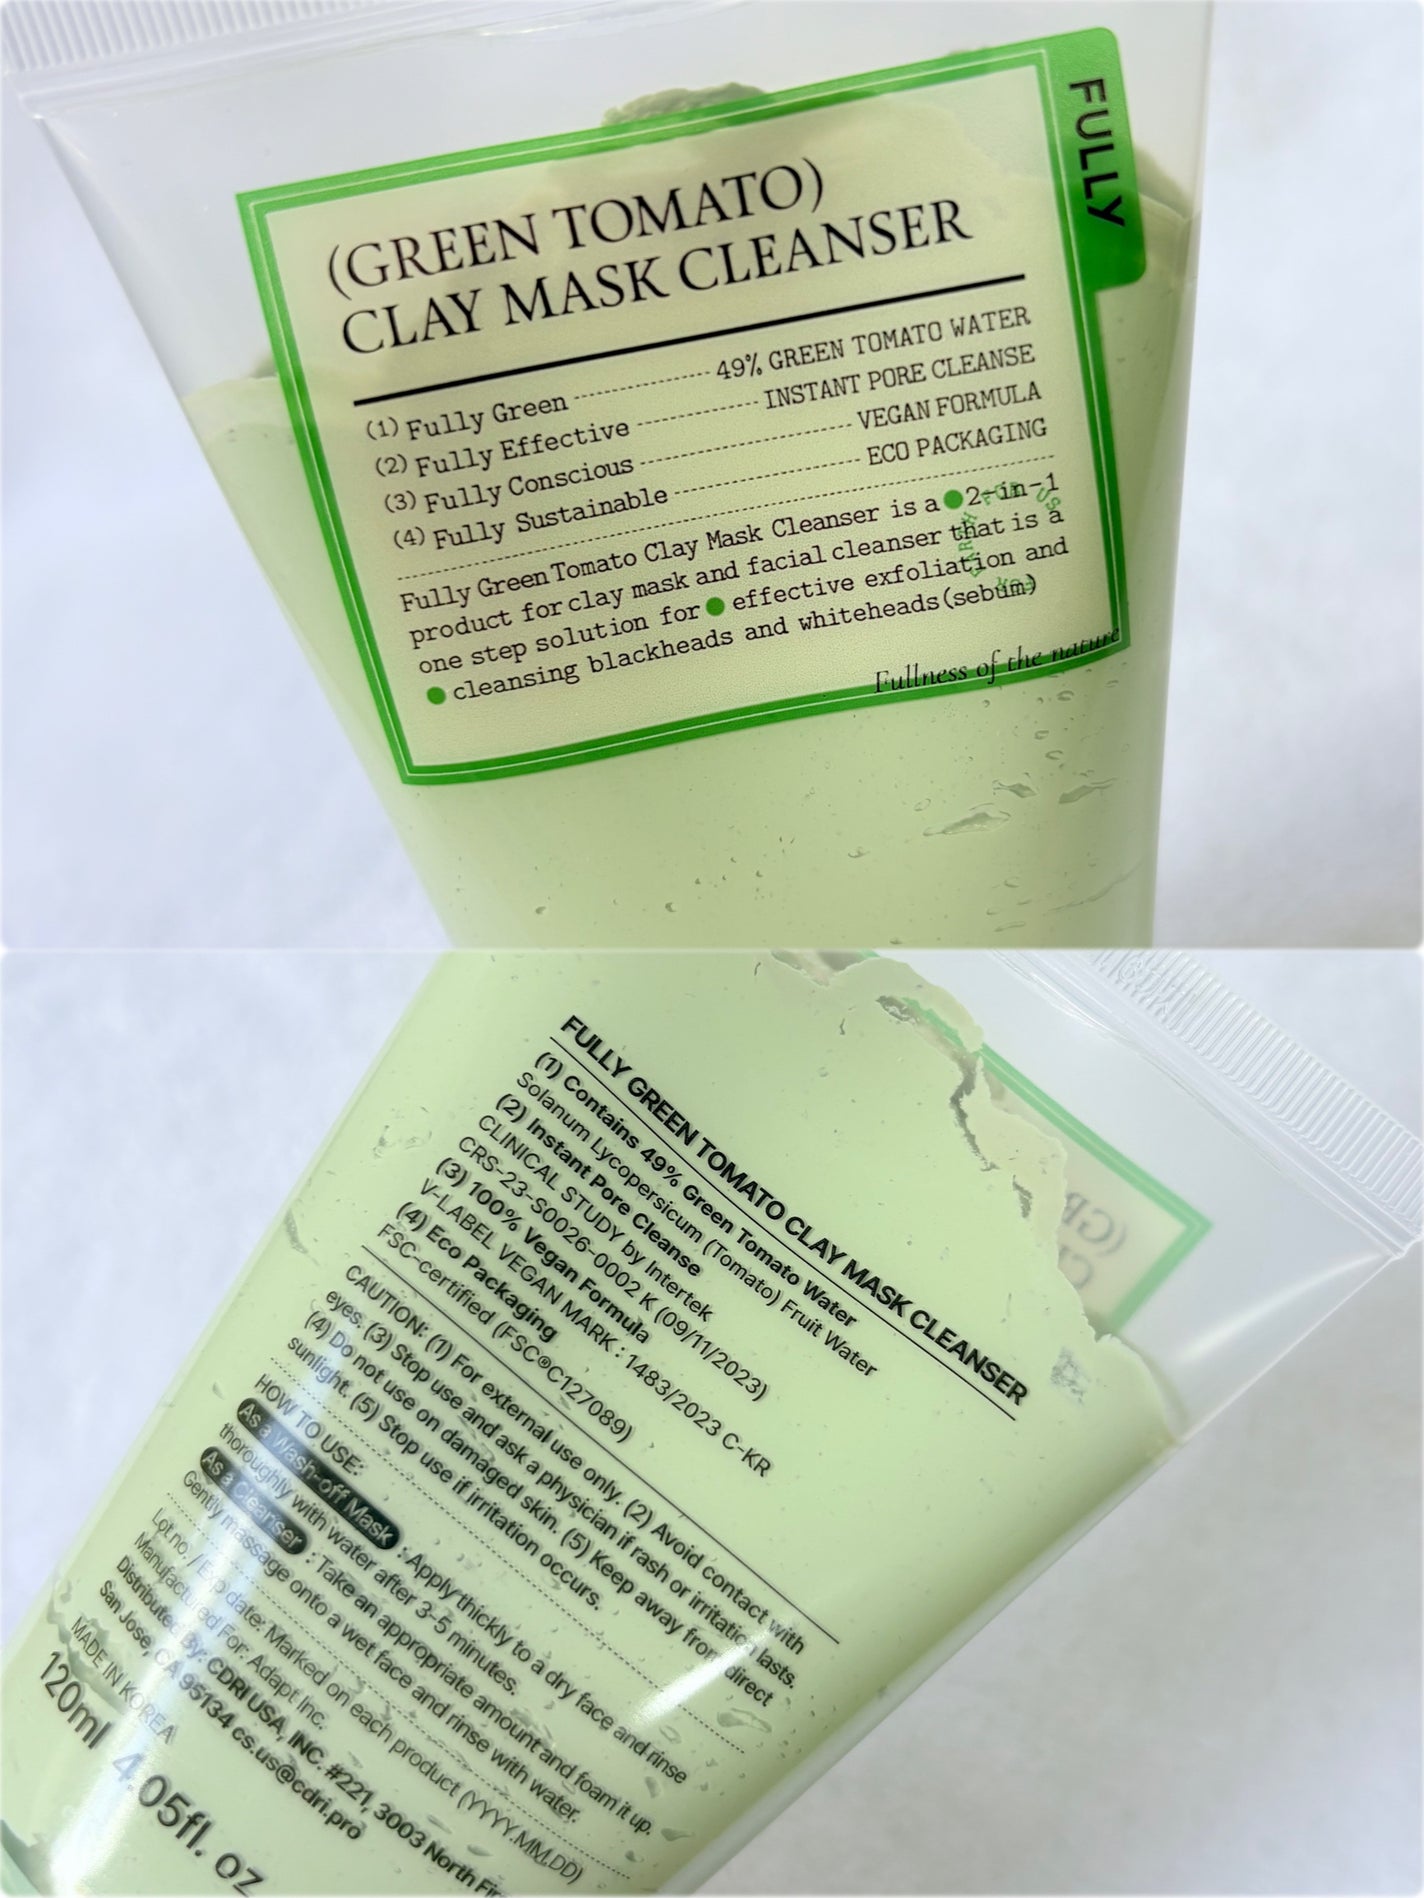 FULLY
(GREEN TOMATO)
CLAY MASK CLEANSER
(1) Fully Green 49% GREEN TOMATO WATER
(2) Fully Effective INSTANT PORE CLEANSE
(3) Fully Conscious VEGAN FORMULA
(4) Fully Sustainable ECO PACKAGING
Fully Green Tomato Clay Mask Cleanser is a ● 2-in-1
product for clay mask and facial cleanser that is a
one step solution for ● effective exfoliation and
● cleansing blackheads and whiteheads(sebum)
Fullness of the nature
FULLY GREEN TOMATO CLAY MASK CLEANSER
(1) Contains 49% Green Tomato Water
Solanum Lycopersicum (Tomato) Fruit Water
(2) Instant Pore Cleanse
CLINICAL STUDY by Intertek
CRS-23-S0026-0002 K (09/11/2023)
(3) 100% Vegan Formula
V-LABEL VEGAN MARK : 1483/2023 C-KR
(4) Eco Packaging
FSC-certified (FSC®C127089)
CAUTION: (1) For external use only. (2) Avoid contact with
eyes. (3) Stop use and ask a physician if rash or irritation lasts.
(4) Do not use on damaged skin. (5) Keep away from direct
sunlight. (5) Stop use if irritation occurs.
HOW TO USE:
As a Wash-off Mask : Apply thickly to a dry face and rinse
thoroughly with water after 3-5 minutes.
As a Cleanser : Take an appropriate amount and foam it up.
Gently massage onto a wet face and rinse with water.
Lot no. / Exp date: Marked on each product (YYYY.MM.DD)
Manufactured For: Adapt Inc.
Distributed By: CDRI USA, INC. #221, 3003 North
San Jose, CA 95134 cs.us@cdri.pro
MADE IN KOREA
120ml 4.05fl. oz